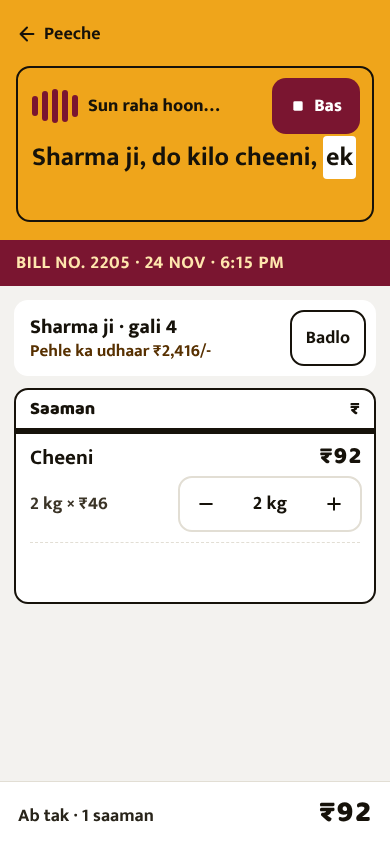 ← Peeche
Sun raha hoon...
Bas
Sharma ji, do kilo cheeni, ek
BILL NO. 2205 · 24 NOV · 6:15 PM
Sharma ji · gali 4
Pehle ka udhaar ₹2,416/-
Badlo
Saaman ₹
Cheeni ₹92
2 kg × ₹46
− 2 kg +
Ab tak · 1 saaman ₹92